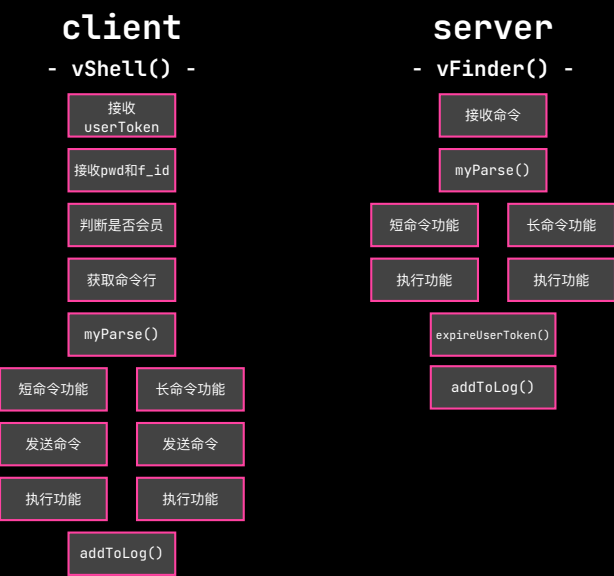 client
- vShell() -
接收
userToken
接收pwd和f_id
判断是否会员
获取命令行
myParse()
短命令功能
长命令功能
发送命令
发送命令
执行功能
执行功能
addToLog()
server
- vFinder() -
接收命令
myParse()
短命令功能
长命令功能
执行功能
执行功能
expireUserToken()
addToLog()